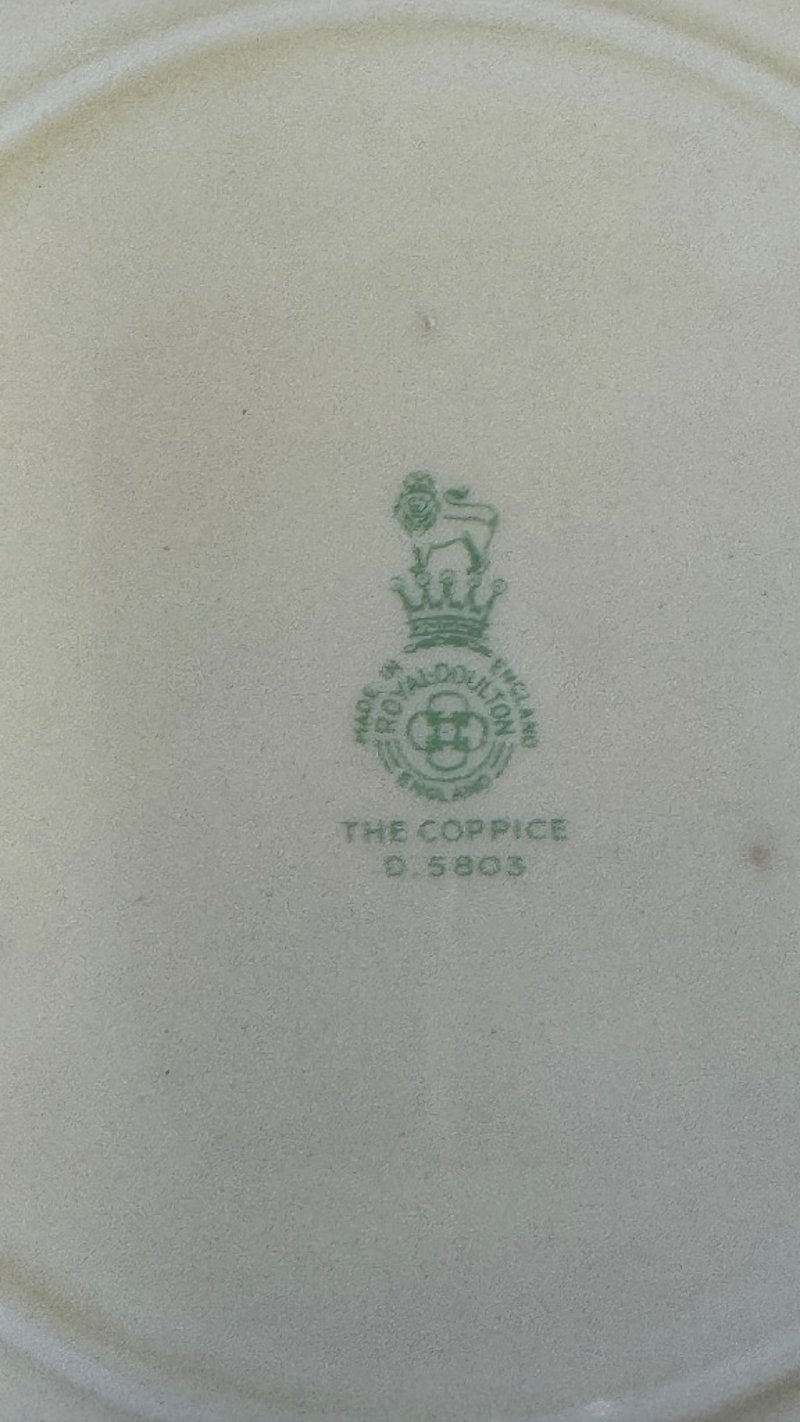 MADE IN ENGLAND
ROYAL DOULTON
ENGLAND
THE COPPICE
D. 5803